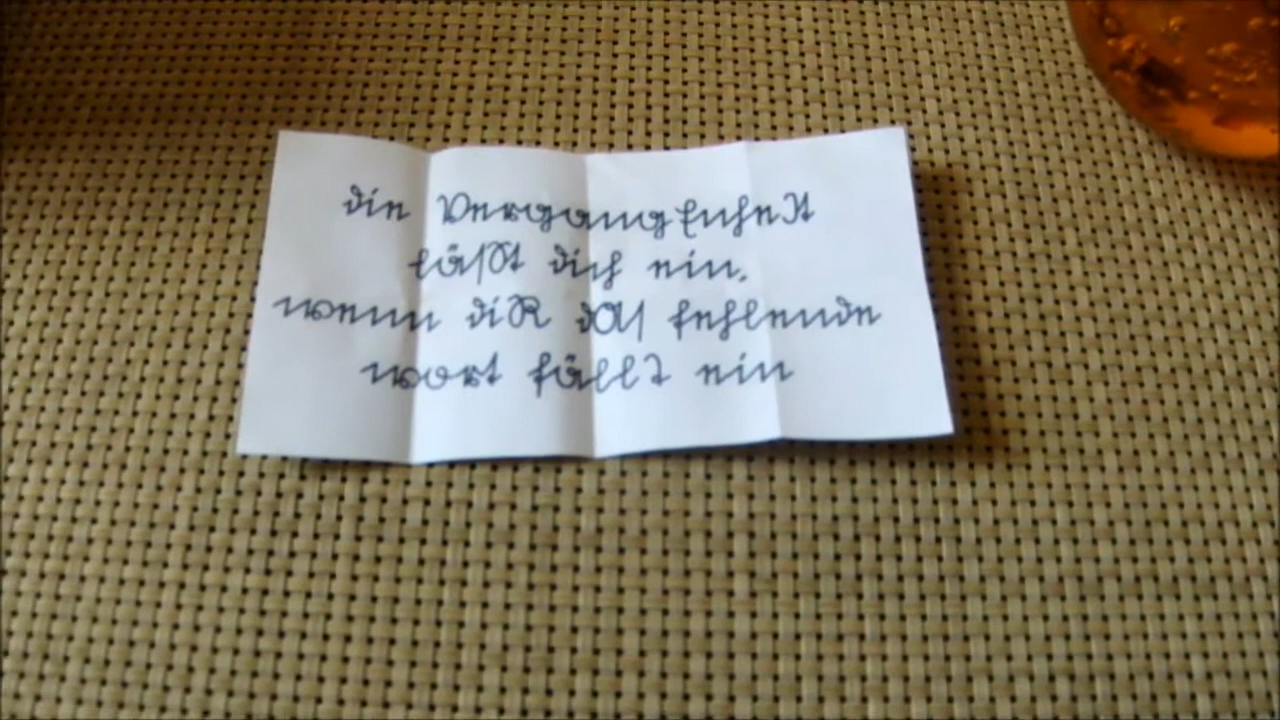 die Vergangenheit
läßt dich ein,
wenn dir das fehlende
wort fällt ein